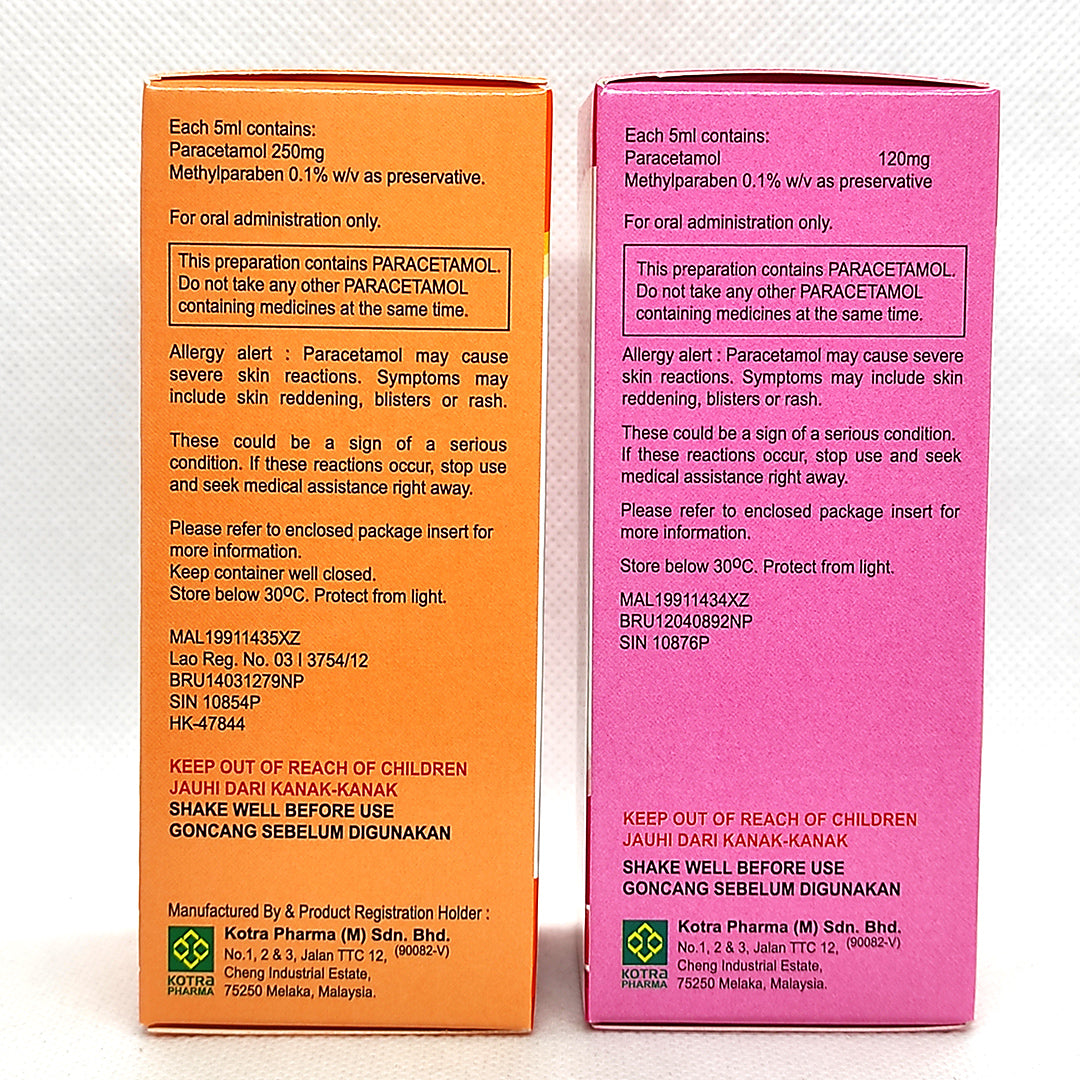 Each 5ml contains:
Paracetamol 250mg
Methylparaben 0.1% w/v as preservative.
For oral administration only.
This preparation contains PARACETAMOL.
Do not take any other PARACETAMOL
containing medicines at the same time.
Allergy alert : Paracetamol may cause
severe skin reactions. Symptoms may
include skin reddening, blisters or rash.
These could be a sign of a serious
condition. If these reactions occur, stop use
and seek medical assistance right away.
Please refer to enclosed package insert for
more information.
Keep container well closed.
Store below 30ºC. Protect from light.
MAL19911435XZ
Lao Reg. No. 03 I 3754/12
BRU14031279NP
SIN 10854P
HK-47844
KEEP OUT OF REACH OF CHILDREN
JAUHI DARI KANAK-KANAK
SHAKE WELL BEFORE USE
GONCANG SEBELUM DIGUNAKAN
Manufactured By & Product Registration Holder :
Kotra Pharma (M) Sdn. Bhd.
No.1, 2 & 3, Jalan TTC 12, (90082-V)
Cheng Industrial Estate,
75250 Melaka, Malaysia.
KOTRA
PHARMA
Each 5ml contains:
Paracetamol 120mg
Methylparaben 0.1% w/v as preservative
For oral administration only.
This preparation contains PARACETAMOL.
Do not take any other PARACETAMOL
containing medicines at the same time.
Allergy alert : Paracetamol may cause severe
skin reactions. Symptoms may include skin
reddening, blisters or rash.
These could be a sign of a serious condition.
If these reactions occur, stop use and seek
medical assistance right away.
Please refer to enclosed package insert for
more information.
Store below 30ºC. Protect from light.
MAL19911434XZ
BRU12040892NP
SIN 10876P
KEEP OUT OF REACH OF CHILDREN
JAUHI DARI KANAK-KANAK
SHAKE WELL BEFORE USE
GONCANG SEBELUM DIGUNAKAN
Kotra Pharma (M) Sdn. Bhd.
No.1, 2 & 3, Jalan TTC 12, (90082-V)
Cheng Industrial Estate,
75250 Melaka, Malaysia.
KOTRA
PHARMA